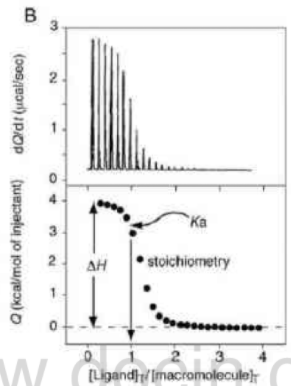 B
dQ/dt (μcal/sec)
3
2
1
0
Q (kcal/mol of injectant)
4
3
2
1
0
Ka
ΔH
stoichiometry
0 1 2 3 4
[Ligand]T/[macromolecule]T